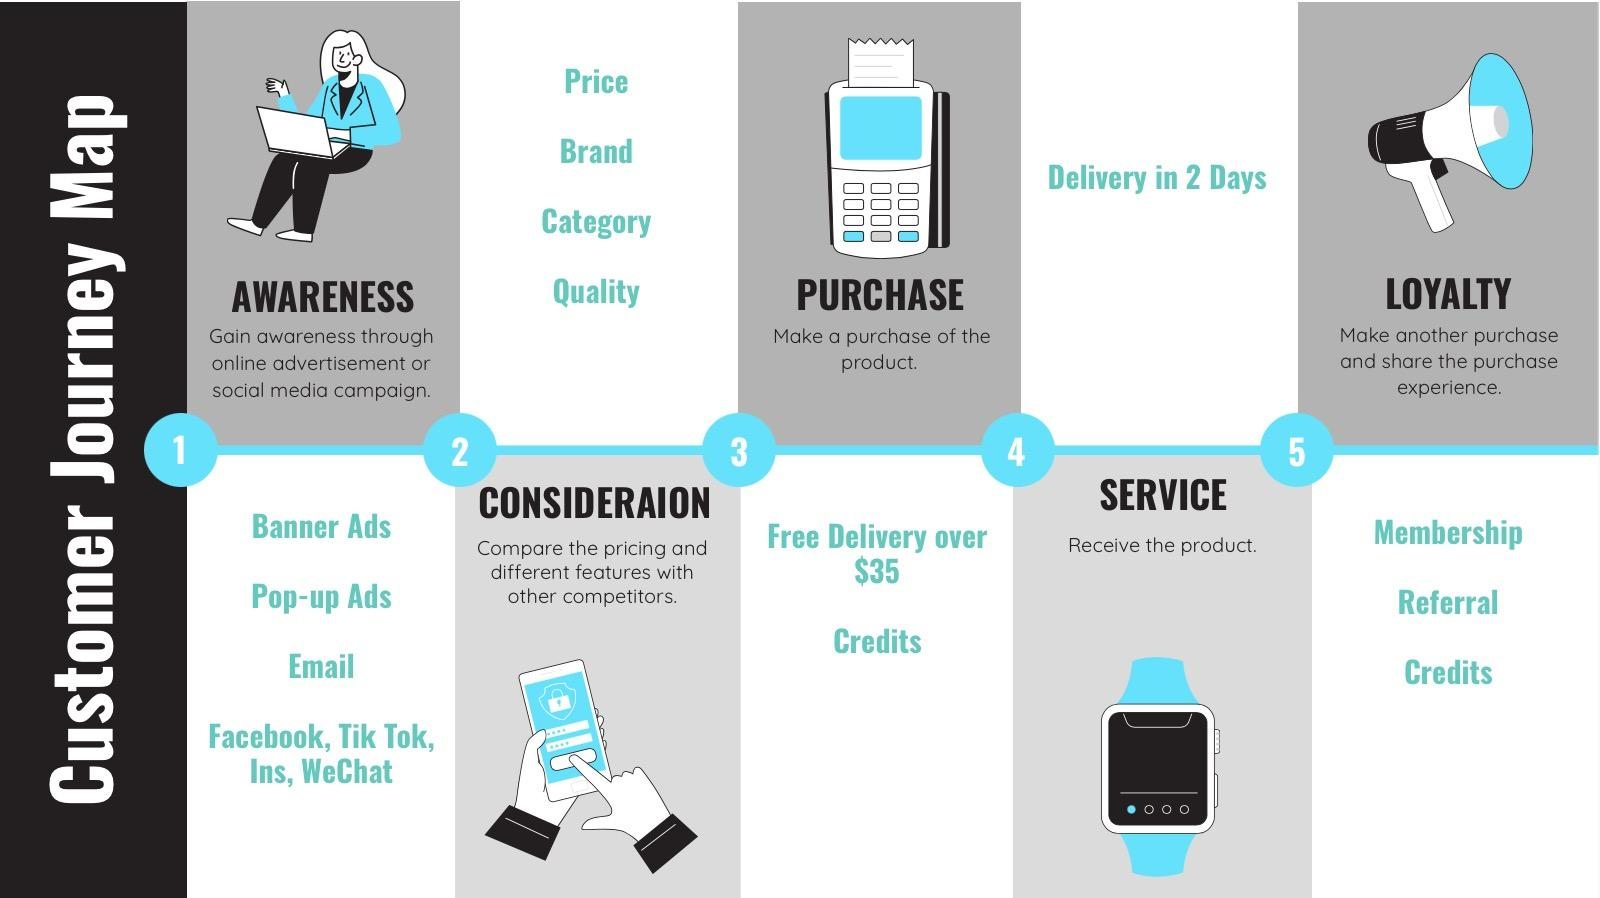 Customer Journey Map
1
AWARENESS
Gain awareness through
online advertisement or
social media campaign.
Banner Ads
Pop-up Ads
Email
Facebook, Tik Tok,
Ins, WeChat
2
CONSIDERAION
Compare the pricing and
different features with
other competitors.
Price
Brand
Category
Quality
3
PURCHASE
Make a purchase of the
product.
Free Delivery over
$35
Credits
4
SERVICE
Receive the product.
Delivery in 2 Days
5
LOYALTY
Make another purchase
and share the purchase
experience.
Membership
Referral
Credits